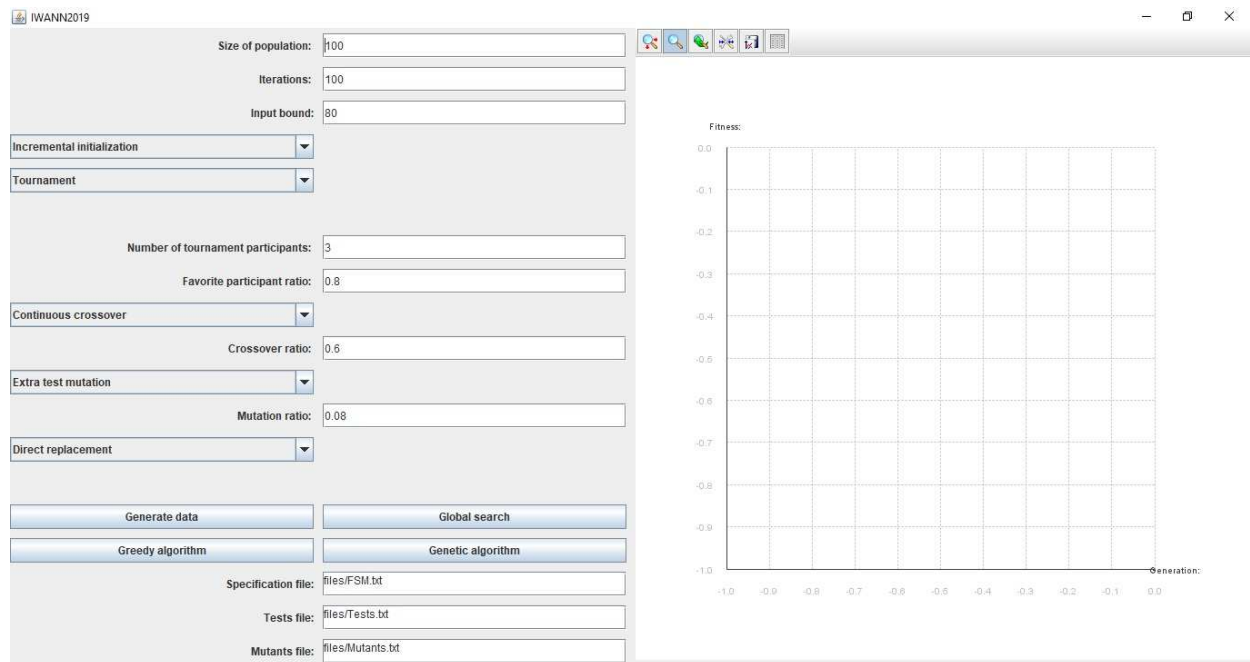 IWANN2019
Size of population: 100
Iterations: 100
Input bound: 80
Incremental initialization
Tournament
Number of tournament participants: 3
Favorite participant ratio: 0.8
Continuous crossover
Crossover ratio: 0.6
Extra test mutation
Mutation ratio: 0.08
Direct replacement
Generate data Global search
Greedy algorithm Genetic algorithm
Specification file: files/FSM.txt
Tests file: files/Tests.txt
Mutants file: files/Mutants.txt
Fitness:
0.0
-0.1
-0.2
-0.3
-0.4
-0.5
-0.6
-0.7
-0.8
-0.9
-1.0
Generation:
-1.0 -0.9 -0.8 -0.7 -0.6 -0.5 -0.4 -0.3 -0.2 -0.1 0.0